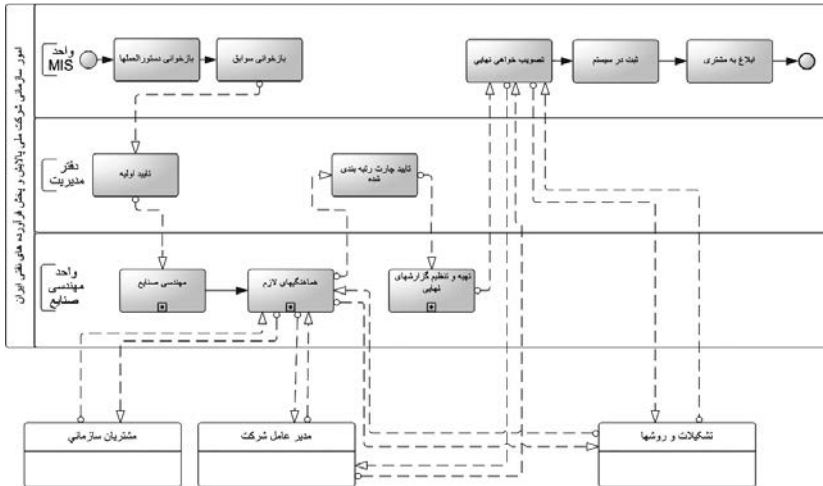 امور سازمانی شرکت ملی پالایش و پخش فرآورده های نفتی ایران
واحد
MIS
بازخوانی دستورالعملها
بازخوانی سوابق
تصویب خواهی نهایی
ثبت در سیستم
ابلاغ به مشتری
دفتر
مدیریت
تایید اولیه
تایید چارت رتبه بندی
شده
واحد
مهندسی
صنایع
مهندسی صنایع
هماهنگیهای لازم
تهیه و تنظیم گزارشهای
نهایی
مشتریان سازماني
مدیر عامل شرکت
تشکیلات و روشها